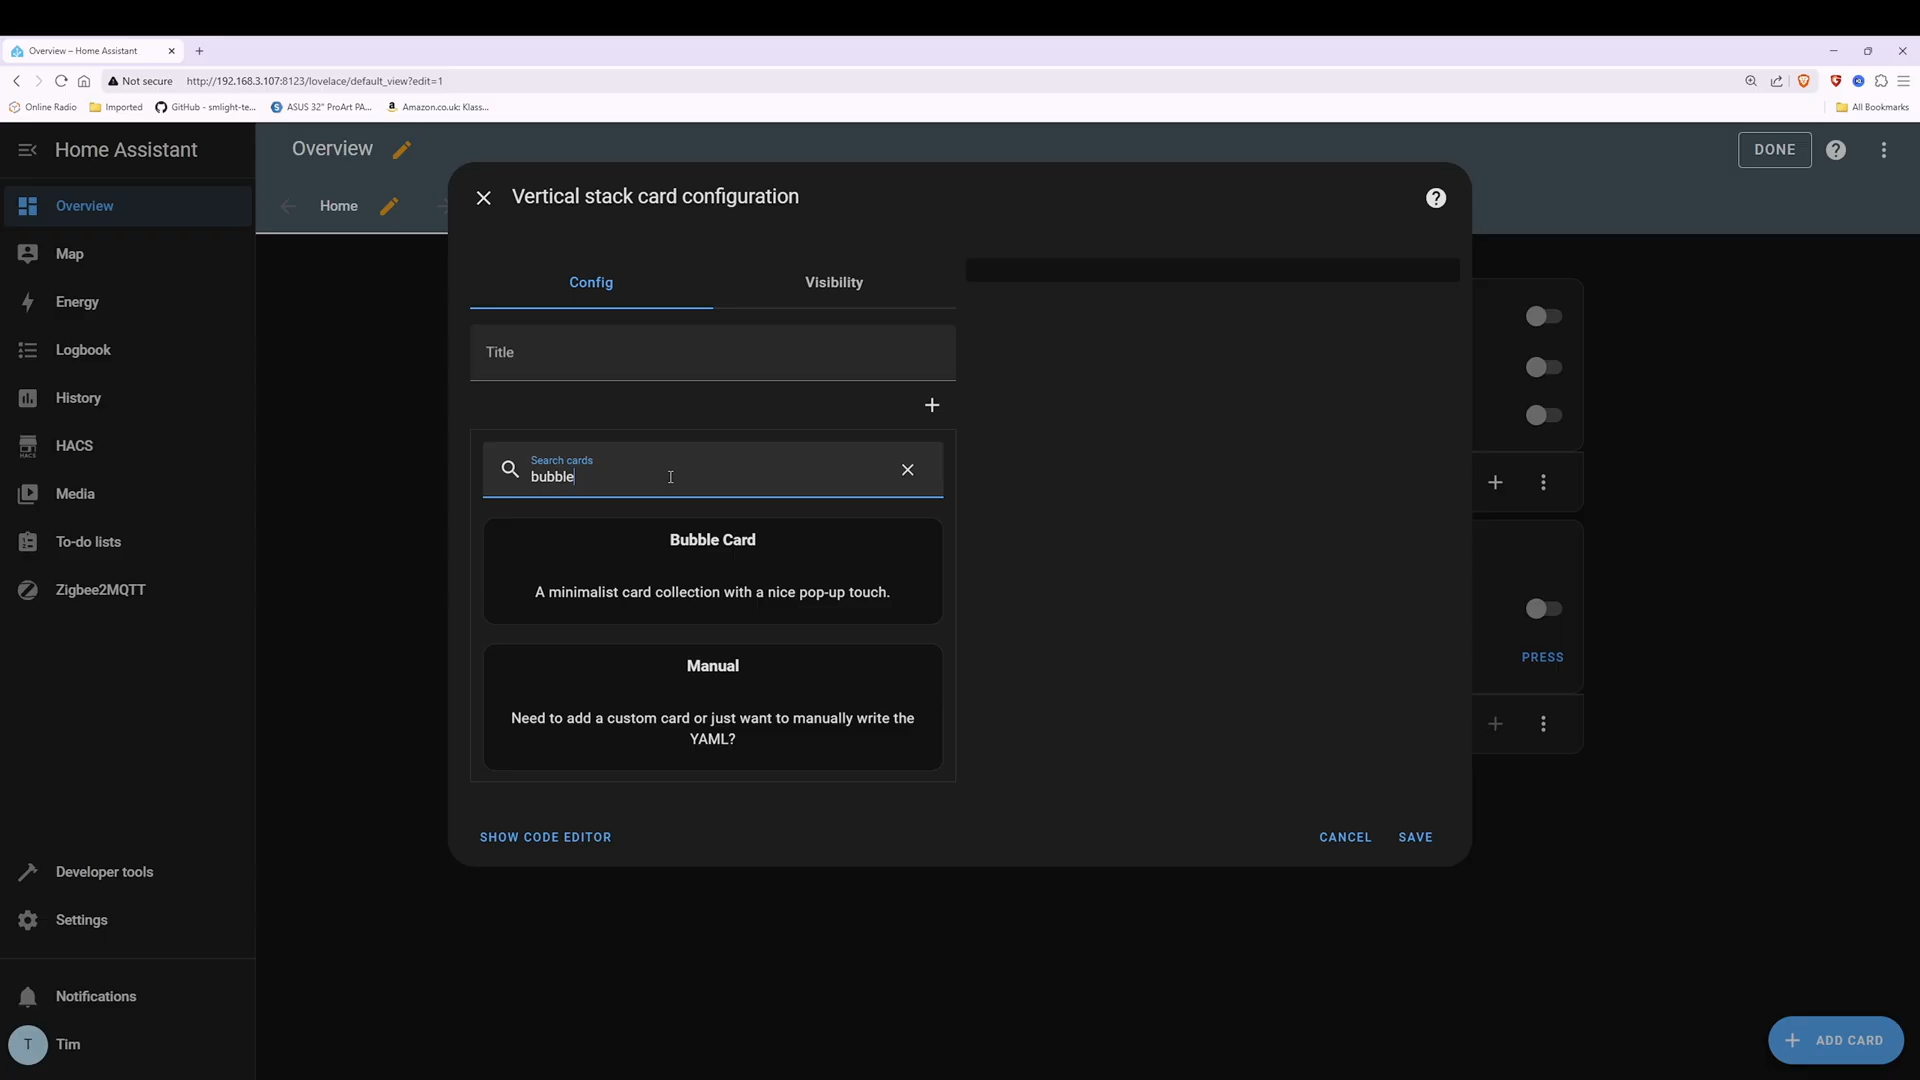 Overview – Home Assistant
Not secure
http://192.168.3.107:8123/lovelace/default_view?edit=1
Online Radio
Imported
GitHub - smlight-te...
ASUS 32" ProArt PA...
Amazon.co.uk: Klass...
All Bookmarks
Home Assistant
Overview
DONE
Overview
Home
Map
Energy
Logbook
History
HACS
HACS
Media
To-do lists
Zigbee2MQTT
Developer tools
Settings
Notifications
T
Tim
Vertical stack card configuration
Config
Visibility
Title
Search cards
bubble
Bubble Card
A minimalist card collection with a nice pop-up touch.
Manual
Need to add a custom card or just want to manually write the
YAML?
SHOW CODE EDITOR
CANCEL
SAVE
PRESS
ADD CARD